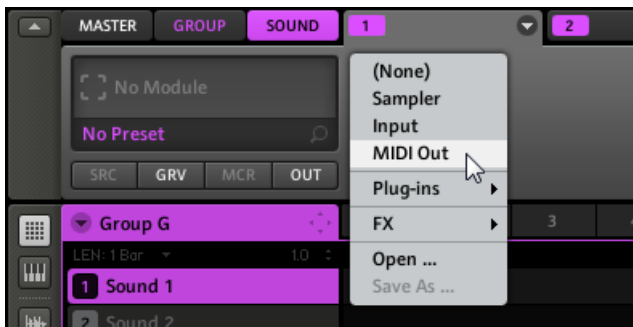 MASTER GROUP SOUND 1 2
No Module
No Preset
SRC GRV MCR OUT
(None)
Sampler
Input
MIDI Out
Plug-ins
FX
Open ...
Save As ...
Group G 3
LEN: 1 Bar 1.0
1 Sound 1
2 Sound 2